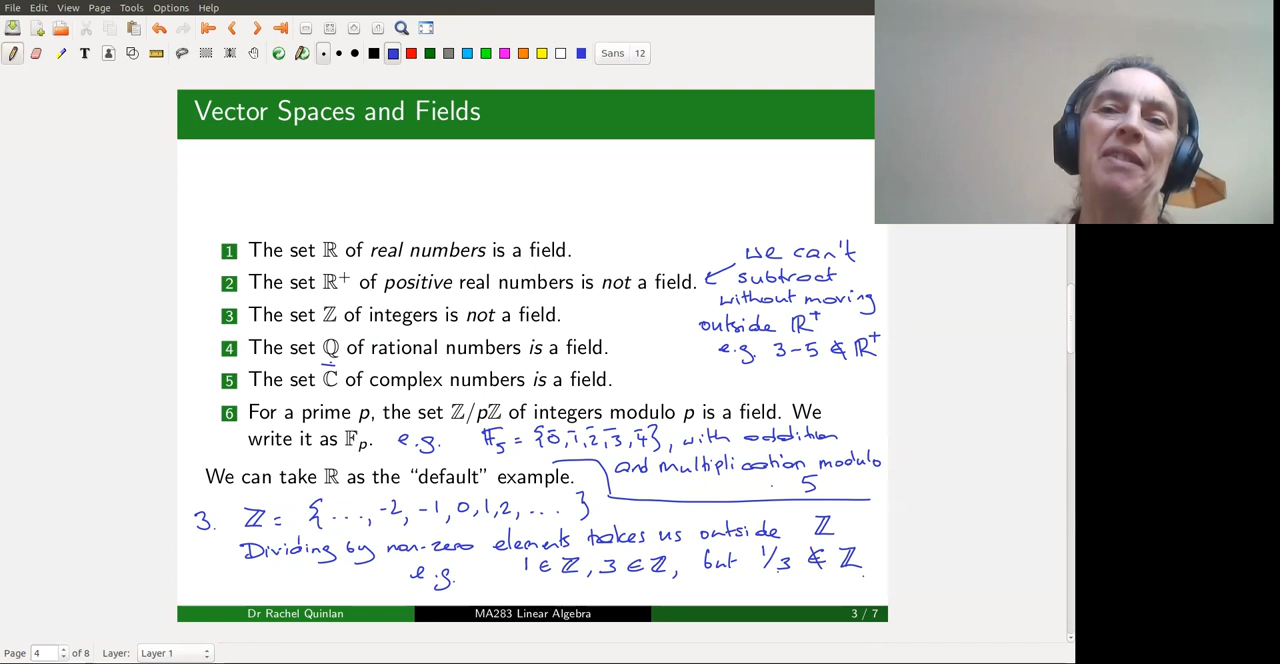 File Edit View Page Tools Options Help
Sans 12
Vector Spaces and Fields
1 The set ℝ of real numbers is a field.
2 The set ℝ⁺ of positive real numbers is not a field.
3 The set ℤ of integers is not a field.
4 The set ℚ of rational numbers is a field.
5 The set ℂ of complex numbers is a field.
6 For a prime p, the set ℤ/pℤ of integers modulo p is a field. We
write it as 𝔽ₚ.
we can't
subtract
without moving
outside ℝ⁺
e.g. 3-5 ∉ ℝ⁺
e.g. 𝔽₅ = {0̄, 1̄, 2̄, 3̄, 4̄}, with addition
and multiplication modulo
5
We can take ℝ as the “default” example.
3. ℤ = { ..., -2, -1, 0, 1, 2, ... }
Dividing by non-zero elements takes us outside ℤ
e.g. 1 ∈ ℤ, 3 ∈ ℤ, but 1/3 ∉ ℤ.
Dr Rachel Quinlan MA283 Linear Algebra 3 / 7
Page 4 of 8 Layer: Layer 1